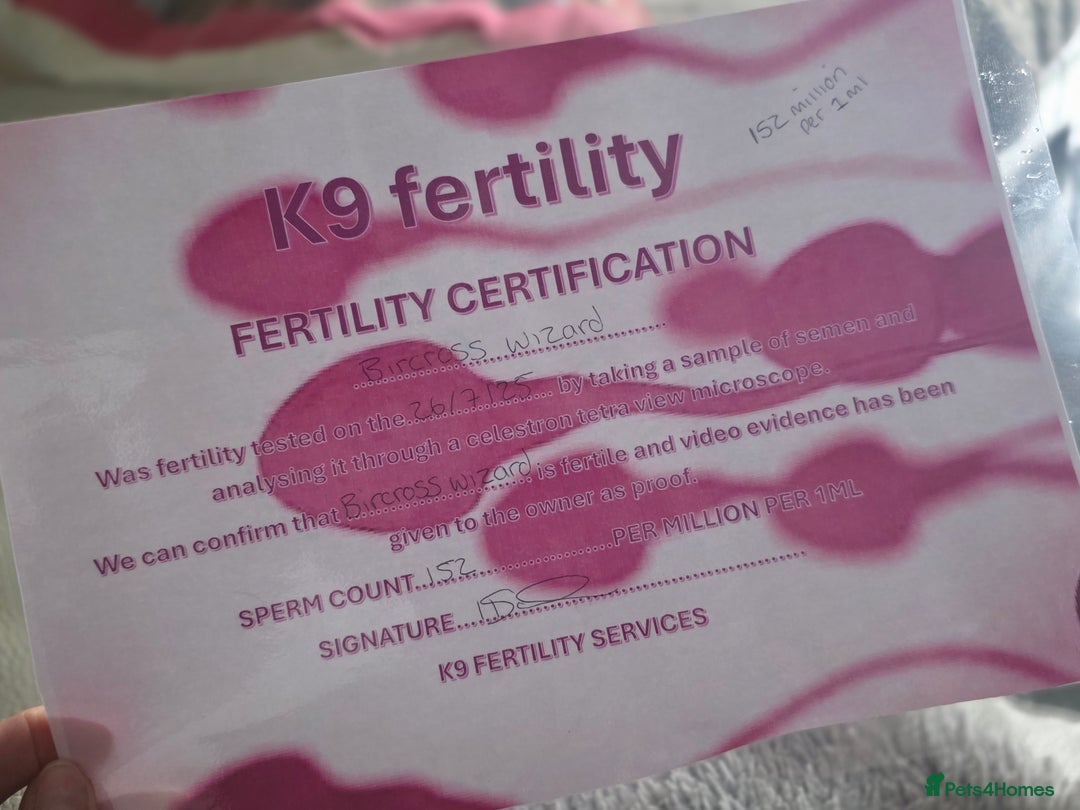 152 million
per 1ml
K9 fertility
FERTILITY CERTIFICATION
Bircross Wizard
Was fertility tested on the 26/7/25 by taking a sample of semen and
analysing it through a celestron tetra view microscope.
We can confirm that Bircross Wizard is fertile and video evidence has been
given to the owner as proof.
SPERM COUNT..152..................PER MILLION PER 1ML
SIGNATURE
K9 FERTILITY SERVICES
Pets4Homes